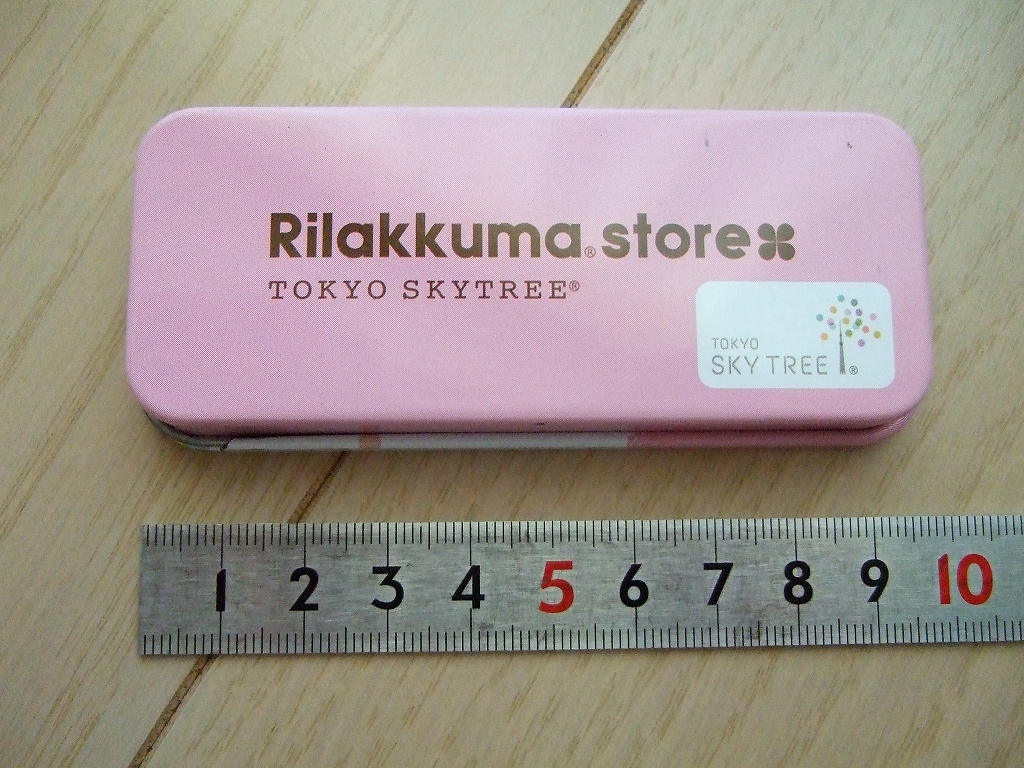 Rilakkuma® store
TOKYO SKYTREE®
TOKYO
SKY TREE®
1 2 3 4 5 6 7 8 9 10